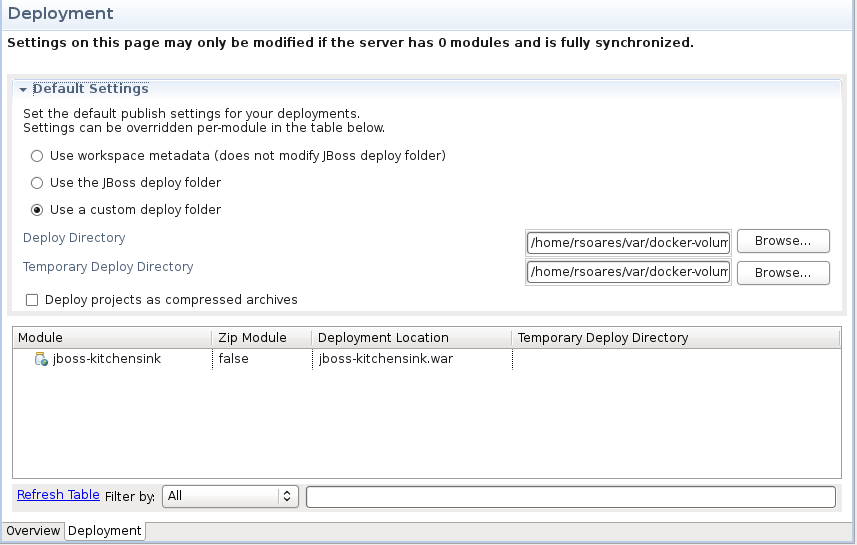 Deployment
Settings on this page may only be modified if the server has 0 modules and is fully synchronized.
Default Settings
Set the default publish settings for your deployments.
Settings can be overridden per-module in the table below.
Use workspace metadata (does not modify JBoss deploy folder)
Use the JBoss deploy folder
Use a custom deploy folder
Deploy Directory /home/rsoares/var/docker-volum Browse...
Temporary Deploy Directory /home/rsoares/var/docker-volum Browse...
Deploy projects as compressed archives
Module Zip Module Deployment Location Temporary Deploy Directory
jboss-kitchensink false jboss-kitchensink.war
Refresh Table Filter by: All
Overview Deployment